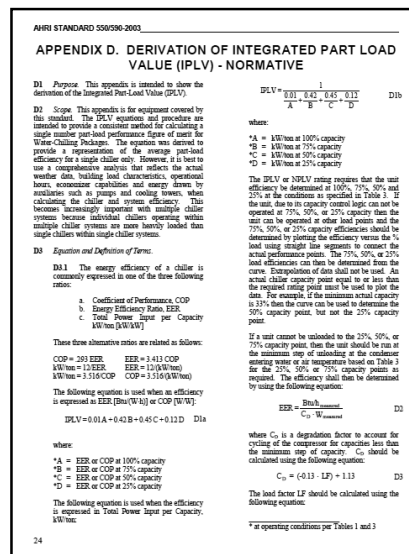 AHRI STANDARD 550/590-2003
APPENDIX D. DERIVATION OF INTEGRATED PART LOAD
VALUE (IPLV) - NORMATIVE
D1 Purpose. This appendix is intended to show the
derivation of the Integrated Part-Load Value (IPLV).
D2 Scope. This appendix is for equipment covered by
this standard. The IPLV equations and procedure are
intended to provide a consistent method for calculating a
single number part-load performance figure of merit for
Water-Chilling Packages. The equation was derived to
provide a representation of the average part-load
efficiency for a single chiller only. However, it is best to
use a comprehensive analysis that reflects the actual
weather data, building load characteristics, operational
hours, economizer capabilities and energy drawn by
auxiliaries such as pumps and cooling towers, when
calculating the chiller and system efficiency. This
becomes increasingly important with multiple chiller
systems because individual chillers operating within
multiple chiller systems are more heavily loaded than
single chillers within single chiller systems.
D3 Equation and Definition of Terms.
D3.1 The energy efficiency of a chiller is
commonly expressed in one of the three following
ratios:
a. Coefficient of Performance, COP
b. Energy Efficiency Ratio, EER
c. Total Power Input per Capacity
kW/ton [kW/kW]
These three alternative ratios are related as follows:
COP = .293 EER EER = 3.413 COP
kW/ton = 12/EER EER = 12/(kW/ton)
kW/ton = 3.516/COP COP = 3.516/(kW/ton)
The following equation is used when an efficiency
is expressed as EER [Btu/(W·h)] or COP [W/W]:
IPLV = 0.01A + 0.42B + 0.45C + 0.12D D1a
where:
*A = EER or COP at 100% capacity
*B = EER or COP at 75% capacity
*C = EER or COP at 50% capacity
*D = EER or COP at 25% capacity
The following equation is used when the efficiency
is expressed in Total Power Input per Capacity,
kW/ton:
24
IPLV = 1 / (0.01/A + 0.42/B + 0.45/C + 0.12/D) D1b
where:
*A = kW/ton at 100% capacity
*B = kW/ton at 75% capacity
*C = kW/ton at 50% capacity
*D = kW/ton at 25% capacity
The IPLV or NPLV rating requires that the unit
efficiency be determined at 100%, 75%, 50% and
25% at the conditions as specified in Table 3. If
the unit, due to its capacity control logic can not be
operated at 75%, 50%, or 25% capacity then the
unit can be operated at other load points and the
75%, 50%, or 25% capacity efficiencies should be
determined by plotting the efficiency versus the %
load using straight line segments to connect the
actual performance points. The 75%, 50%, or 25%
load efficiencies can then be determined from the
curve. Extrapolation of data shall not be used. An
actual chiller capacity point equal to or less than
the required rating point must be used to plot the
data. For example, if the minimum actual capacity
is 33% then the curve can be used to determine the
50% capacity point, but not the 25% capacity
point.
If a unit cannot be unloaded to the 25%, 50%, or
75% capacity point, then the unit should be run at
the minimum step of unloading at the condenser
entering water or air temperature based on Table 3
for the 25%, 50% or 75% capacity points as
required. The efficiency shall then be determined
by using the following equation:
EER = Btu/h measured / C_D · W measured D2
where C_D is a degradation factor to account for
cycling of the compressor for capacities less than
the minimum step of capacity. C_D should be
calculated using the following equation:
C_D = (-0.13 · LF) + 1.13 D3
The load factor LF should be calculated using the
following equation:
* at operating conditions per Tables 1 and 3